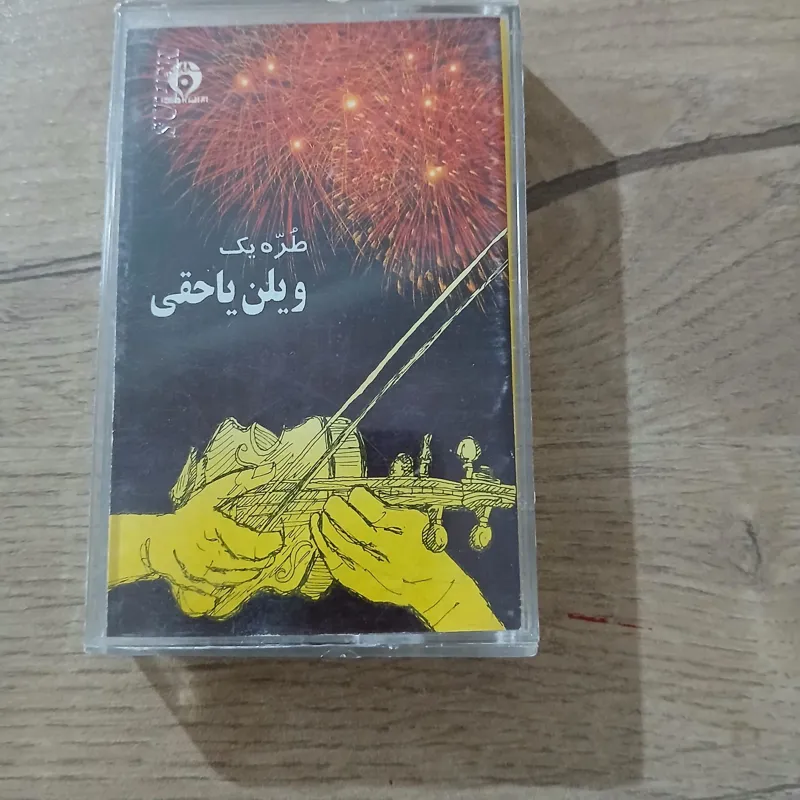 طُرّه یک
ویلن یاحقی